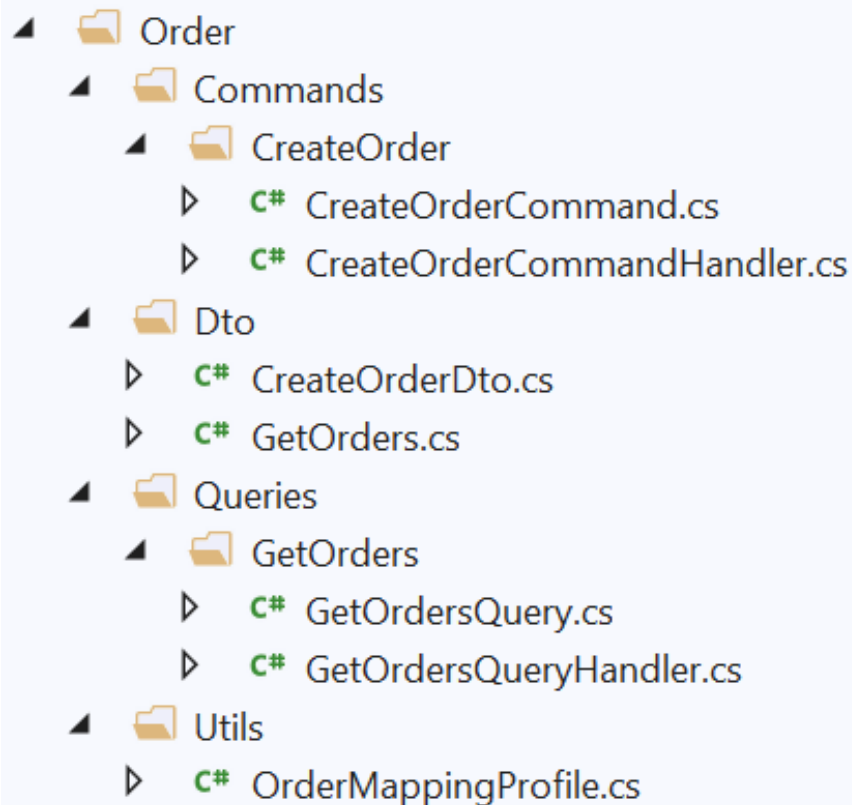 Order
Commands
CreateOrder
C# CreateOrderCommand.cs
C# CreateOrderCommandHandler.cs
Dto
C# CreateOrderDto.cs
C# GetOrders.cs
Queries
GetOrders
C# GetOrdersQuery.cs
C# GetOrdersQueryHandler.cs
Utils
C# OrderMappingProfile.cs